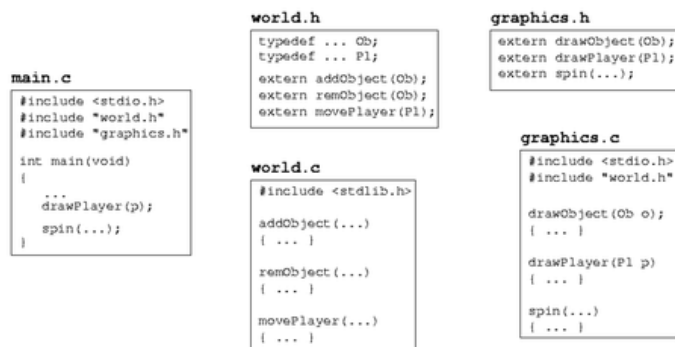 main.c
#include <stdio.h>
#include "world.h"
#include "graphics.h"
int main(void)
{
...
drawPlayer(p);
spin(...);
}
world.h
typedef ... Ob;
typedef ... Pl;
extern addObject(Ob);
extern remObject(Ob);
extern movePlayer(Pl);
world.c
#include <stdlib.h>
addObject(...)
{ ... }
remObject(...)
{ ... }
movePlayer(...)
{ ... }
graphics.h
extern drawObject(Ob);
extern drawPlayer(Pl);
extern spin(...);
graphics.c
#include <stdio.h>
#include "world.h"
drawObject(Ob o);
{ ... }
drawPlayer(Pl p)
{ ... }
spin(...)
{ ... }